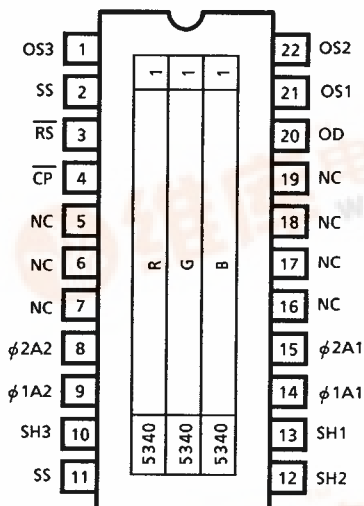 OS3 1
SS 2
R̅S̅ 3
C̅P̅ 4
NC 5
NC 6
NC 7
φ2A2 8
φ1A2 9
SH3 10
SS 11
1 1 1
R G B
5340 5340 5340
22 OS2
21 OS1
20 OD
19 NC
18 NC
17 NC
16 NC
15 φ2A1
14 φ1A1
13 SH1
12 SH2